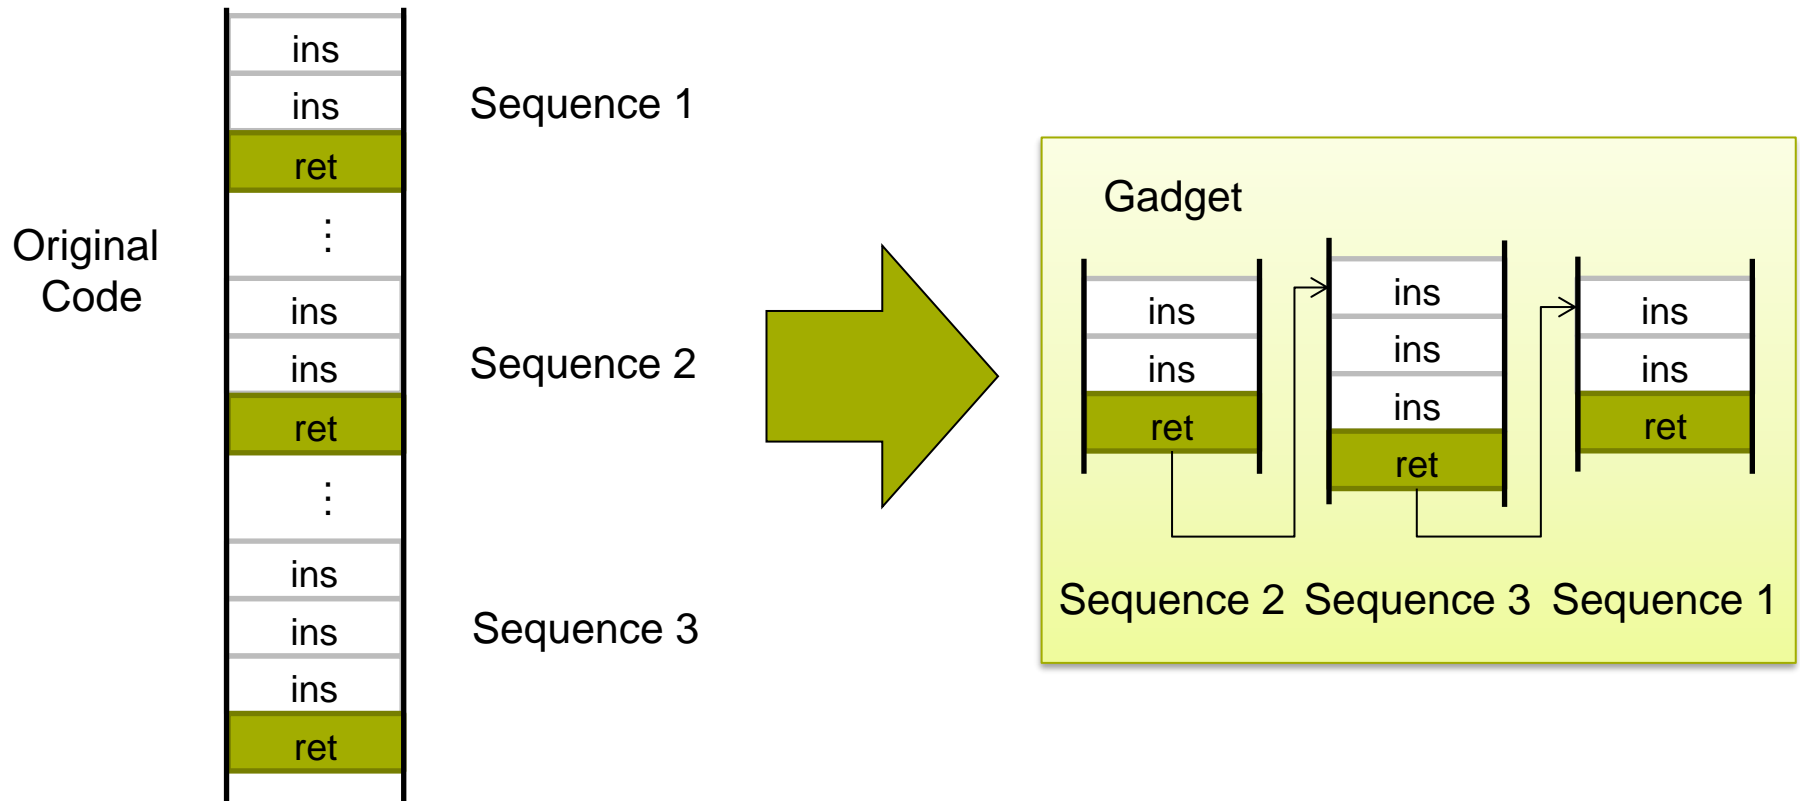 Original
Code
ins
ins
ret
⋮
ins
ins
ret
⋮
ins
ins
ins
ret
Sequence 1
Sequence 2
Sequence 3
Gadget
ins
ins
ret
ins
ins
ins
ret
ins
ins
ret
Sequence 2
Sequence 3
Sequence 1